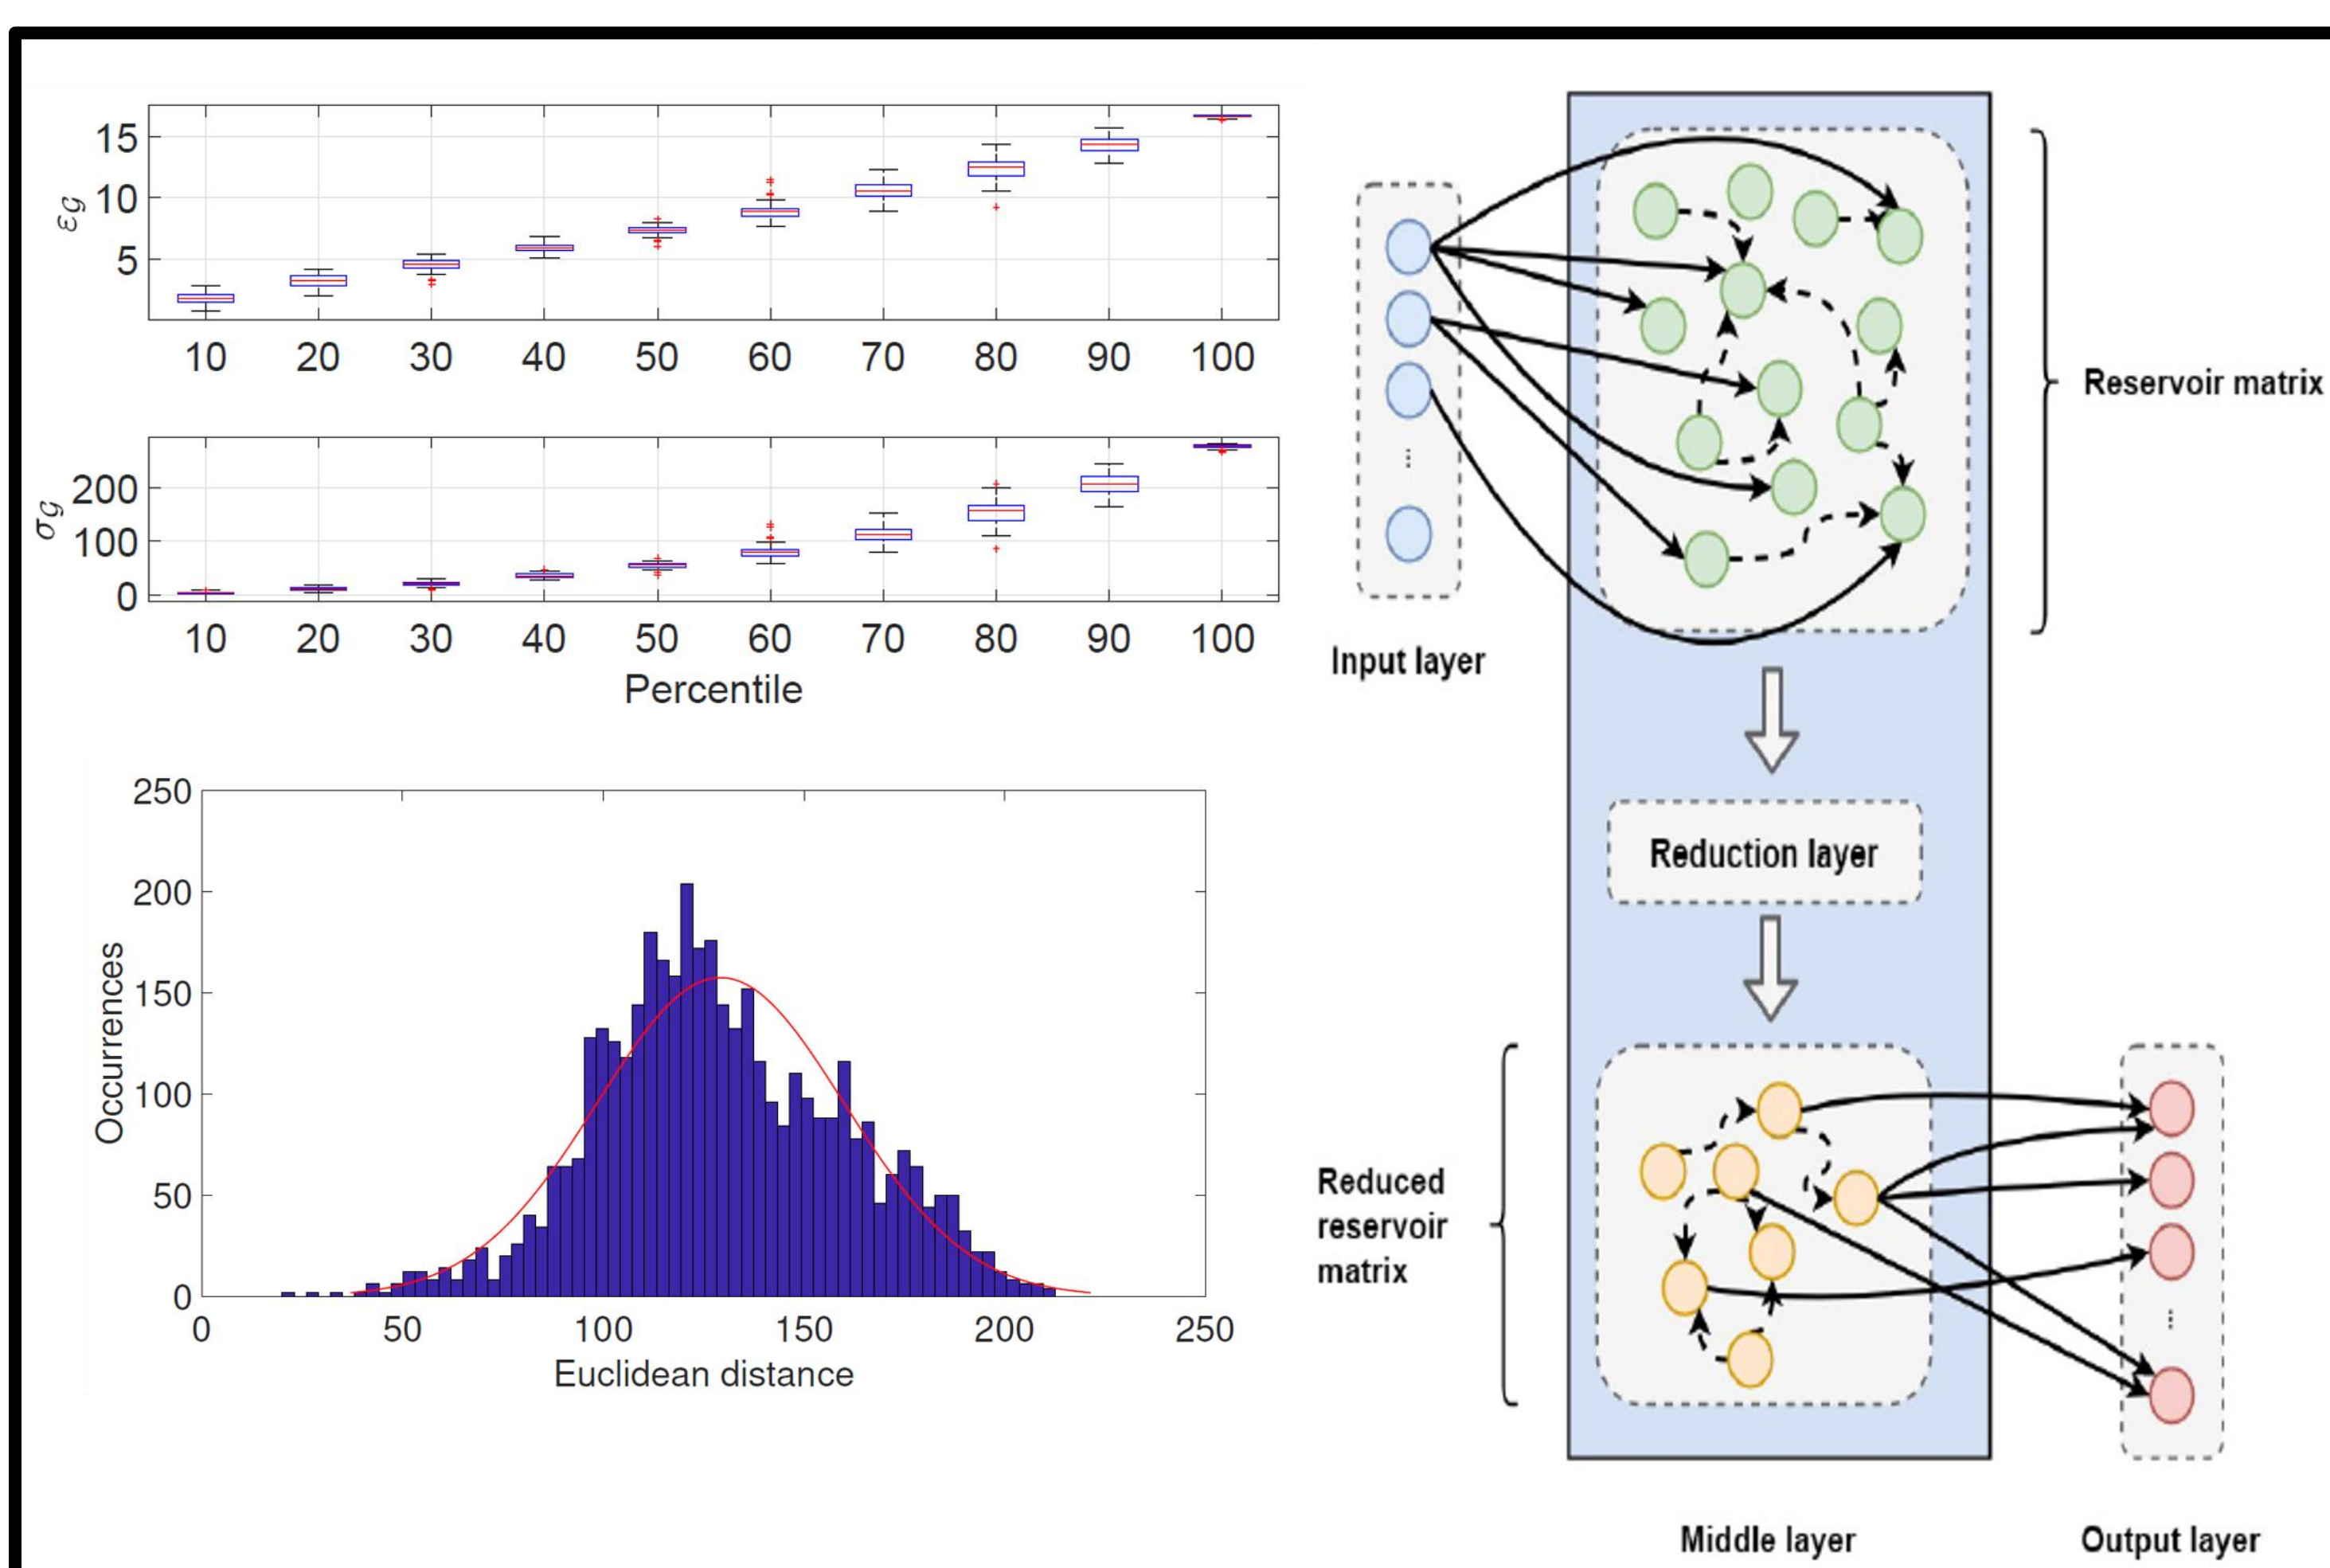 15
10
5
ε𝒢
10 20 30 40 50 60 70 80 90 100
200
100
0
σ𝒢
10 20 30 40 50 60 70 80 90 100
Percentile
250
200
150
100
50
0
Occurrences
0 50 100 150 200 250
Euclidean distance
Reservoir matrix
⋮
Input layer
Reduction layer
Reduced
reservoir
matrix
⋮
Middle layer
Output layer